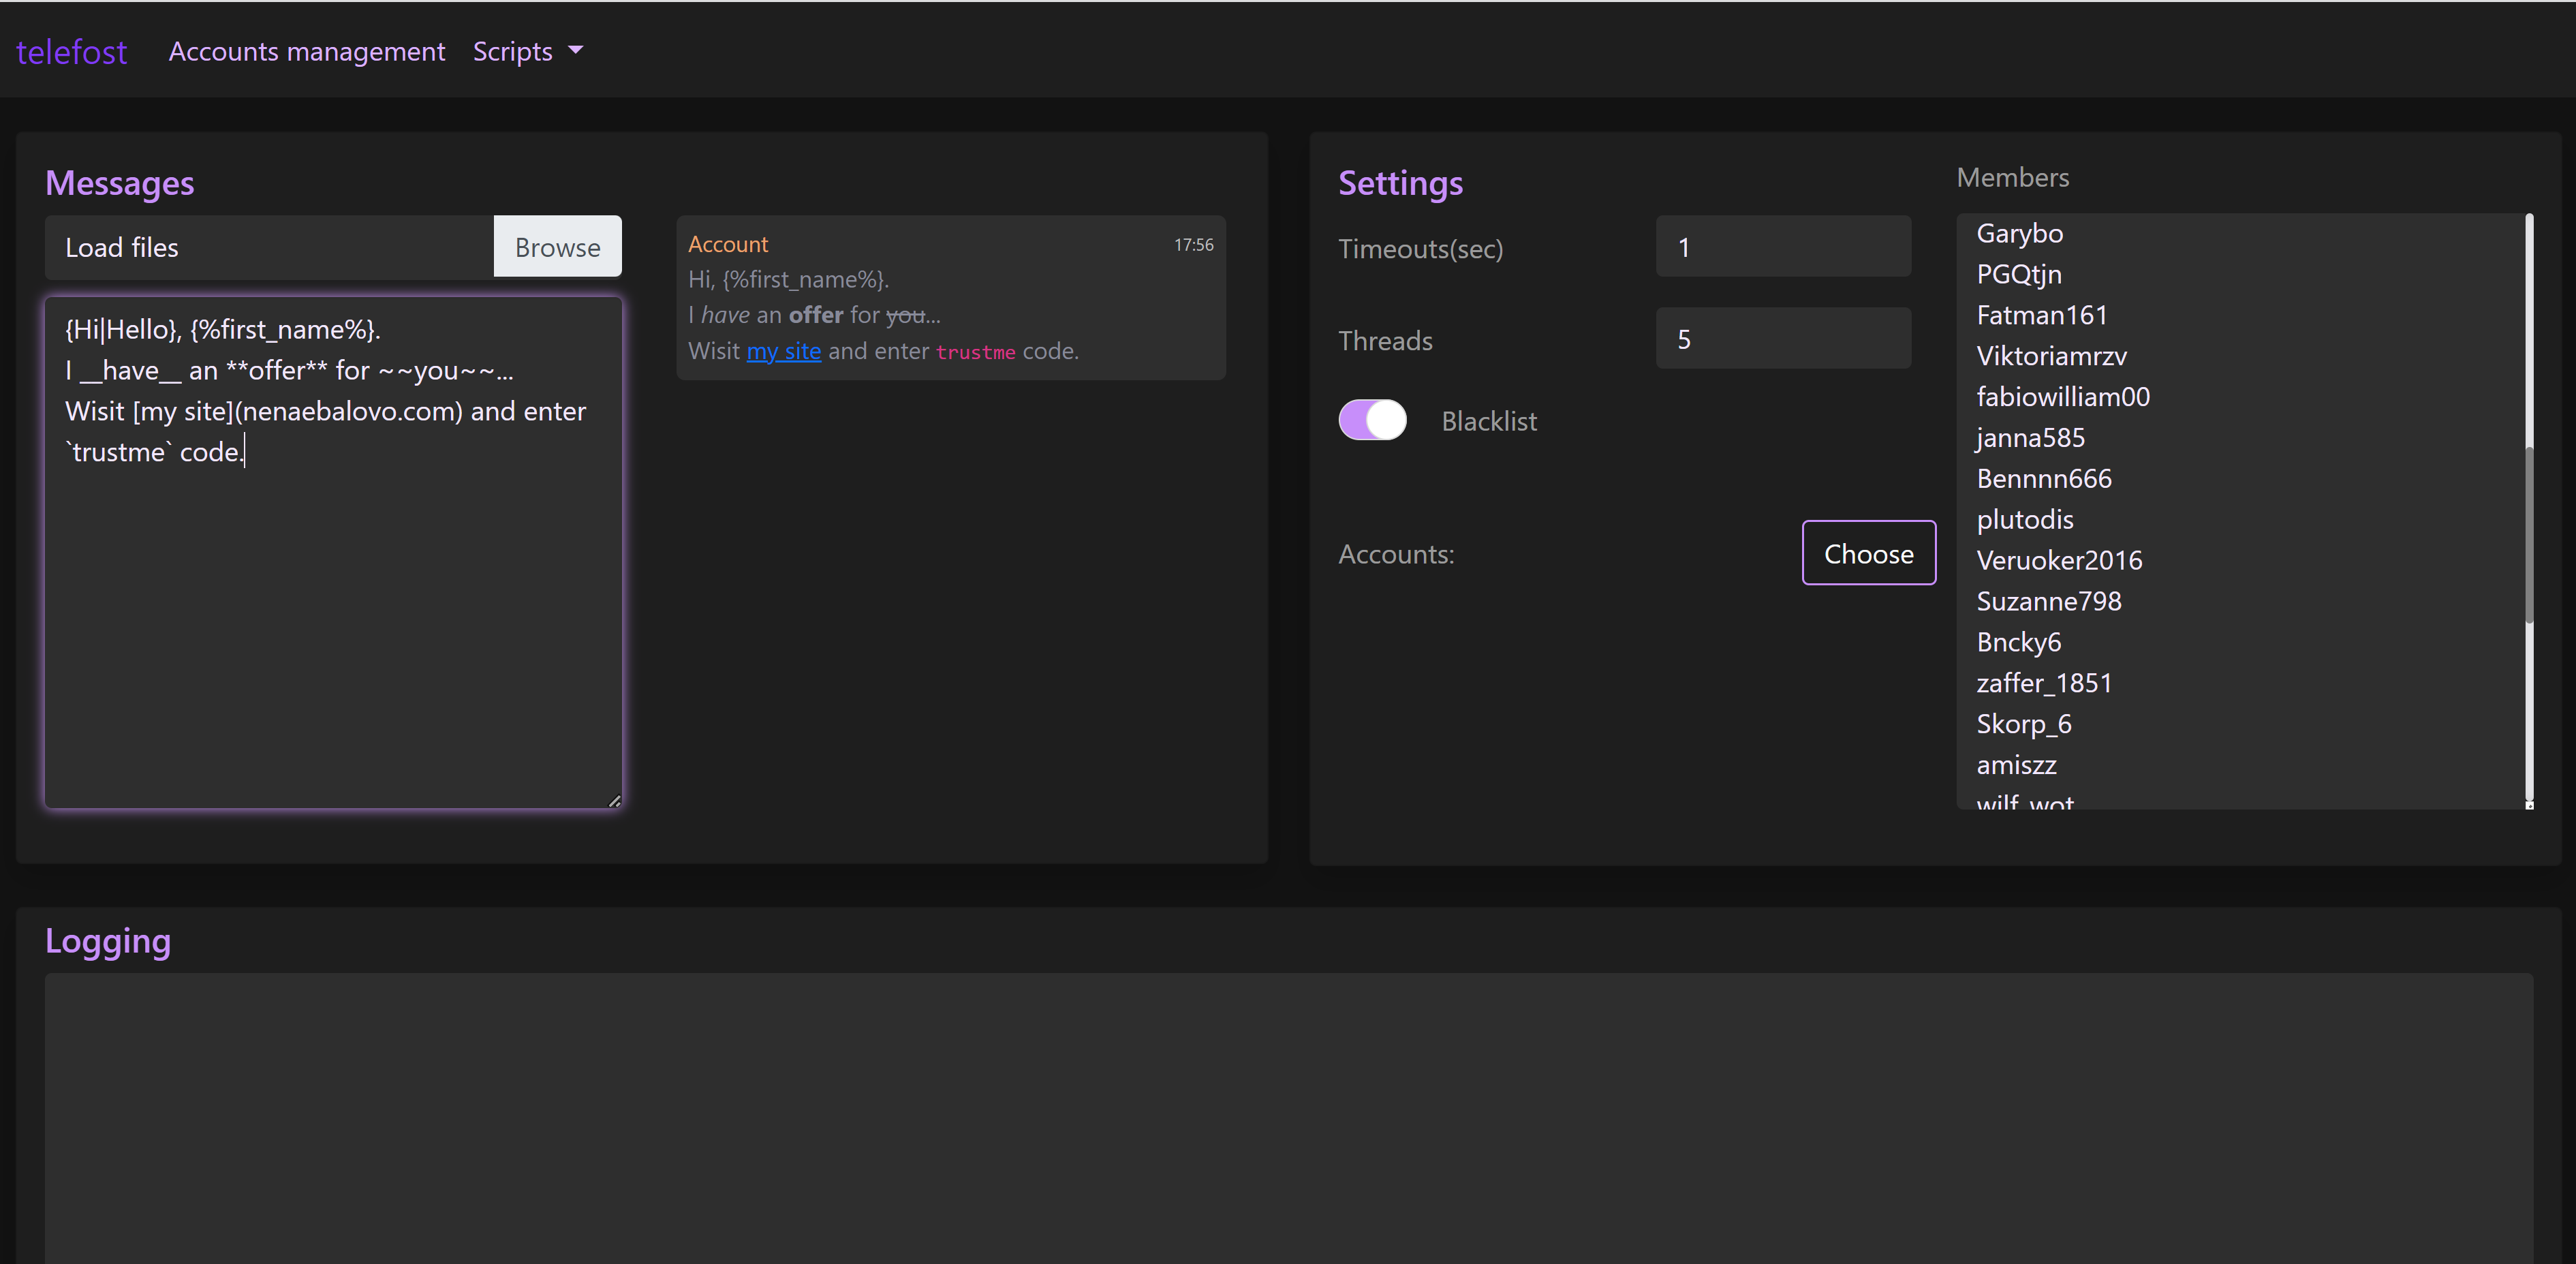 telefost
Accounts management
Scripts
Messages
Load files
Browse
{Hi|Hello}, {%first_name%}.
I __have__ an **offer** for ~~you~~...
Wisit [my site](nenaebalovo.com) and enter
`trustme` code.
Account
17:56
Hi, {%first_name%}.
I have an offer for you...
Wisit my site and enter trustme code.
Settings
Timeouts(sec)
1
Threads
5
Blacklist
Accounts:
Choose
Members
Garybo
PGQtjn
Fatman161
Viktoriamrzv
fabiowilliam00
janna585
Bennnn666
plutodis
Veruoker2016
Suzanne798
Bncky6
zaffer_1851
Skorp_6
amiszz
wilf_wot
Logging